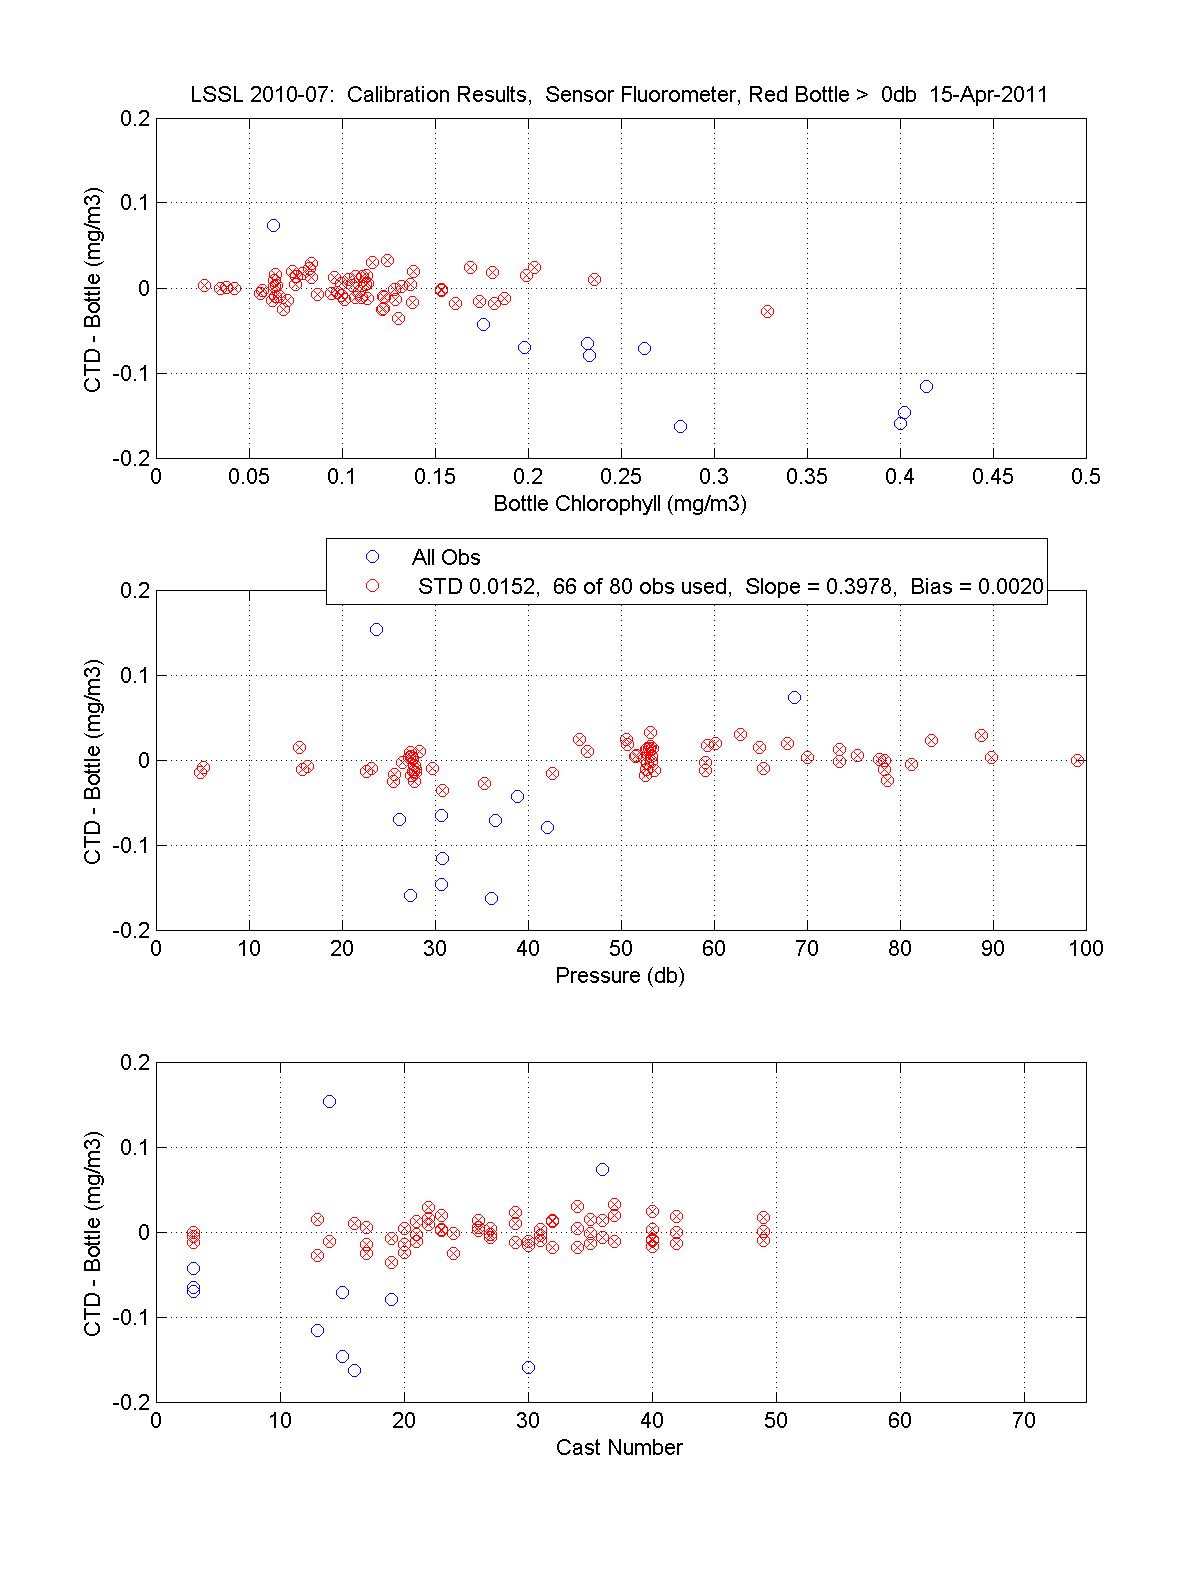 LSSL 2010-07:  Calibration Results,  Sensor Fluorometer, Red Bottle >  0db  15-Apr-2011
0.2
0.1
0
-0.1
-0.2
CTD - Bottle (mg/m3)
0 0.05 0.1 0.15 0.2 0.25 0.3 0.35 0.4 0.45 0.5
Bottle Chlorophyll (mg/m3)
All Obs
STD 0.0152,  66 of 80 obs used,  Slope = 0.3978,  Bias = 0.0020
0.2
0.1
0
-0.1
-0.2
CTD - Bottle (mg/m3)
0 10 20 30 40 50 60 70 80 90 100
Pressure (db)
0.2
0.1
0
-0.1
-0.2
CTD - Bottle (mg/m3)
0 10 20 30 40 50 60 70
Cast Number